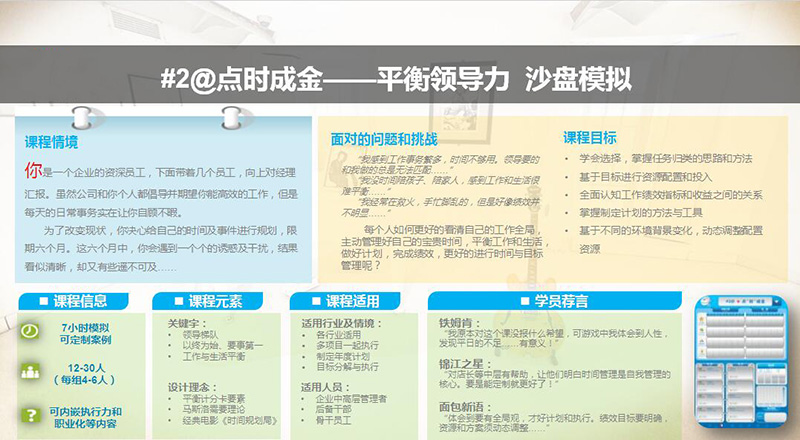 #2@点时成金——平衡领导力 沙盘模拟
课程情境
你是一个企业的资深员工，下面带着几个员工，向上对经理
汇报。虽然公司和你个人都倡导并期望你能高效的工作，但是
每天的日常事务实在让你自顾不暇。
为了改变现状，你决心给自己的时间及事件进行规划，限
期六个月。这六个月中，你会遇到一个个的诱惑及干扰，结果
看似清晰，却又有些遥不可及……
面对的问题和挑战
“我感到工作事务繁多，时间不够用。领导要的
和我做的总是无法匹配……”
“我没时间陪孩子、陪家人，感到工作和生活很
难平衡……”
“我经常在救火，手忙脚乱的，但是好像绩效并
不明显……”
每个人如何更好的看清自己的工作全局，
主动管理好自己的宝贵时间，平衡工作和生活，
做好计划，完成绩效，更好的进行时间与目标
管理呢？
课程目标
• 学会选择，掌握任务归类的思路和方法
• 基于目标进行资源配置和投入
• 全面认知工作绩效指标和收益之间的关系
• 掌握制定计划的方法与工具
• 基于不同的环境背景变化，动态调整配置
资源
■ 课程信息
7小时模拟
可定制案例
12-30人
（每组4-6人）
可内嵌执行力和
职业化等内容
■ 课程元素
关键字：
• 领导梯队
• 以终为始、要事第一
• 工作与生活平衡
设计理念：
• 平衡计分卡要素
• 马斯洛需要理论
• 经典电影《时间规划局》
■ 课程适用
适用行业及情境：
• 各行业适用
• 多项目一起执行
• 制定年度计划
• 目标分解与执行
适用人员：
• 企业中高层管理者
• 后备干部
• 骨干员工
■ 学员荐言
铁姆肯：
“我原本对这个课没报什么希望，可游戏中我体会到人性，
发现平日的不足……有意义！”
锦江之星：
“对店长等中层有帮助，让他们明白时间管理是自我管理的
核心。要是能定制就更好了！”
面包新语：
“体会到要有全局观，才好计划和执行。绩效目标要明确，
资源和方案须动态调整……”